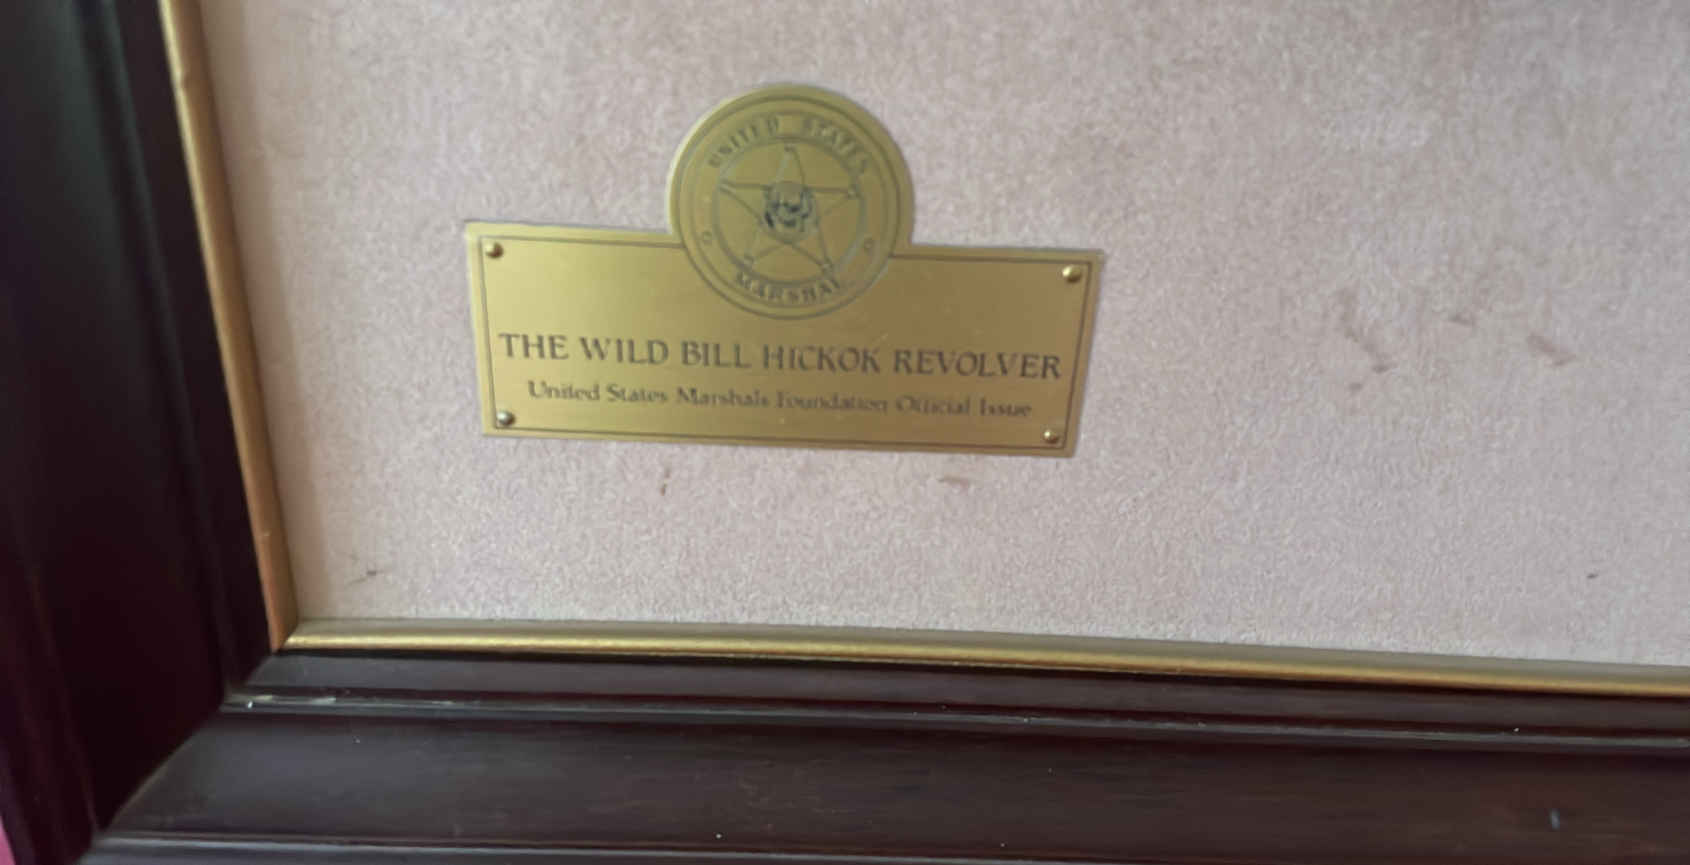 UNITED STATES
MARSHAL
THE WILD BILL HICKOK REVOLVER
United States Marshals Foundation Official Issue